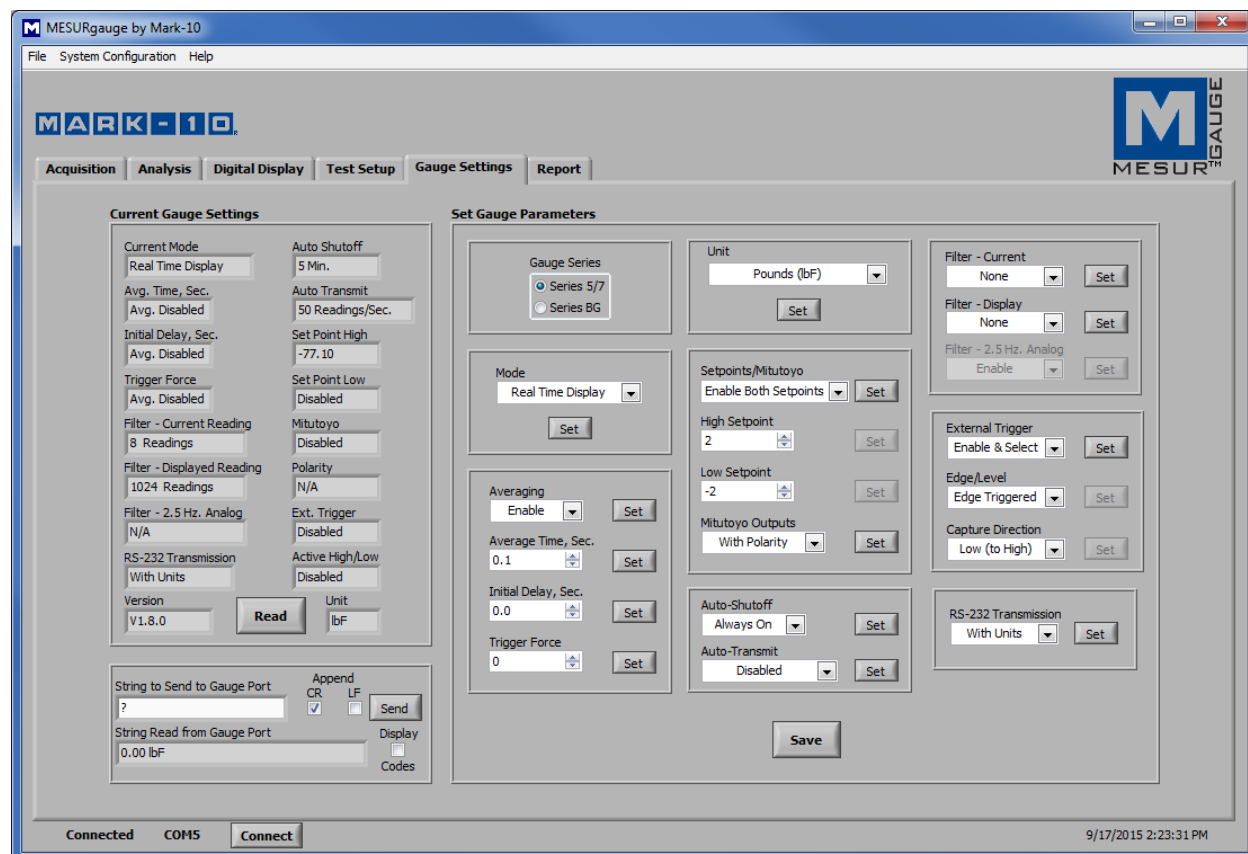 MESURgauge by Mark-10
File System Configuration Help
MARK-10
M
MESUR GAUGE™
Acquisition Analysis Digital Display Test Setup Gauge Settings Report
Current Gauge Settings
Current Mode Auto Shutoff
Real Time Display 5 Min.
Avg. Time, Sec. Auto Transmit
Avg. Disabled 50 Readings/Sec.
Initial Delay, Sec. Set Point High
Avg. Disabled -77.10
Trigger Force Set Point Low
Avg. Disabled Disabled
Filter - Current Reading Mitutoyo
8 Readings Disabled
Filter - Displayed Reading Polarity
1024 Readings N/A
Filter - 2.5 Hz. Analog Ext. Trigger
N/A Disabled
RS-232 Transmission Active High/Low
With Units Disabled
Version Unit
V1.8.0 Read lbF
String to Send to Gauge Port Append
CR LF
? Send
String Read from Gauge Port Display
0.00 lbF
Codes
Set Gauge Parameters
Gauge Series
Series 5/7
Series BG
Mode
Real Time Display
Set
Averaging
Enable Set
Average Time, Sec.
0.1 Set
Initial Delay, Sec.
0.0 Set
Trigger Force
0 Set
Unit
Pounds (lbF)
Set
Setpoints/Mitutoyo
Enable Both Setpoints Set
High Setpoint
2 Set
Low Setpoint
-2 Set
Mitutoyo Outputs
With Polarity Set
Auto-Shutoff
Always On Set
Auto-Transmit
Disabled Set
Filter - Current
None Set
Filter - Display
None Set
Filter - 2.5 Hz. Analog
Enable Set
External Trigger
Enable & Select Set
Edge/Level
Edge Triggered Set
Capture Direction
Low (to High) Set
RS-232 Transmission
With Units Set
Save
Connected COM5 Connect 9/17/2015 2:23:31 PM